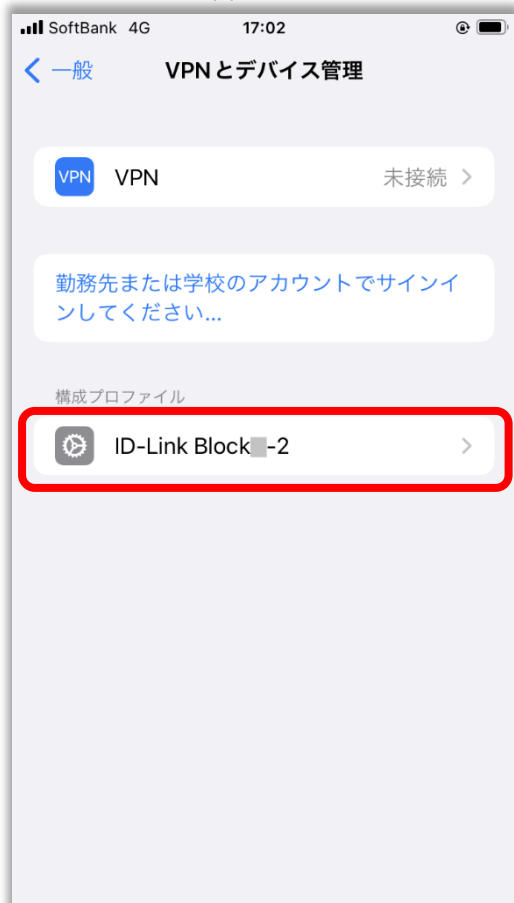 SoftBank 4G 17:02
一般 VPNとデバイス管理
VPN VPN 未接続
勤務先または学校のアカウントでサインイ
ンしてください...
構成プロファイル
ID-Link Block -2